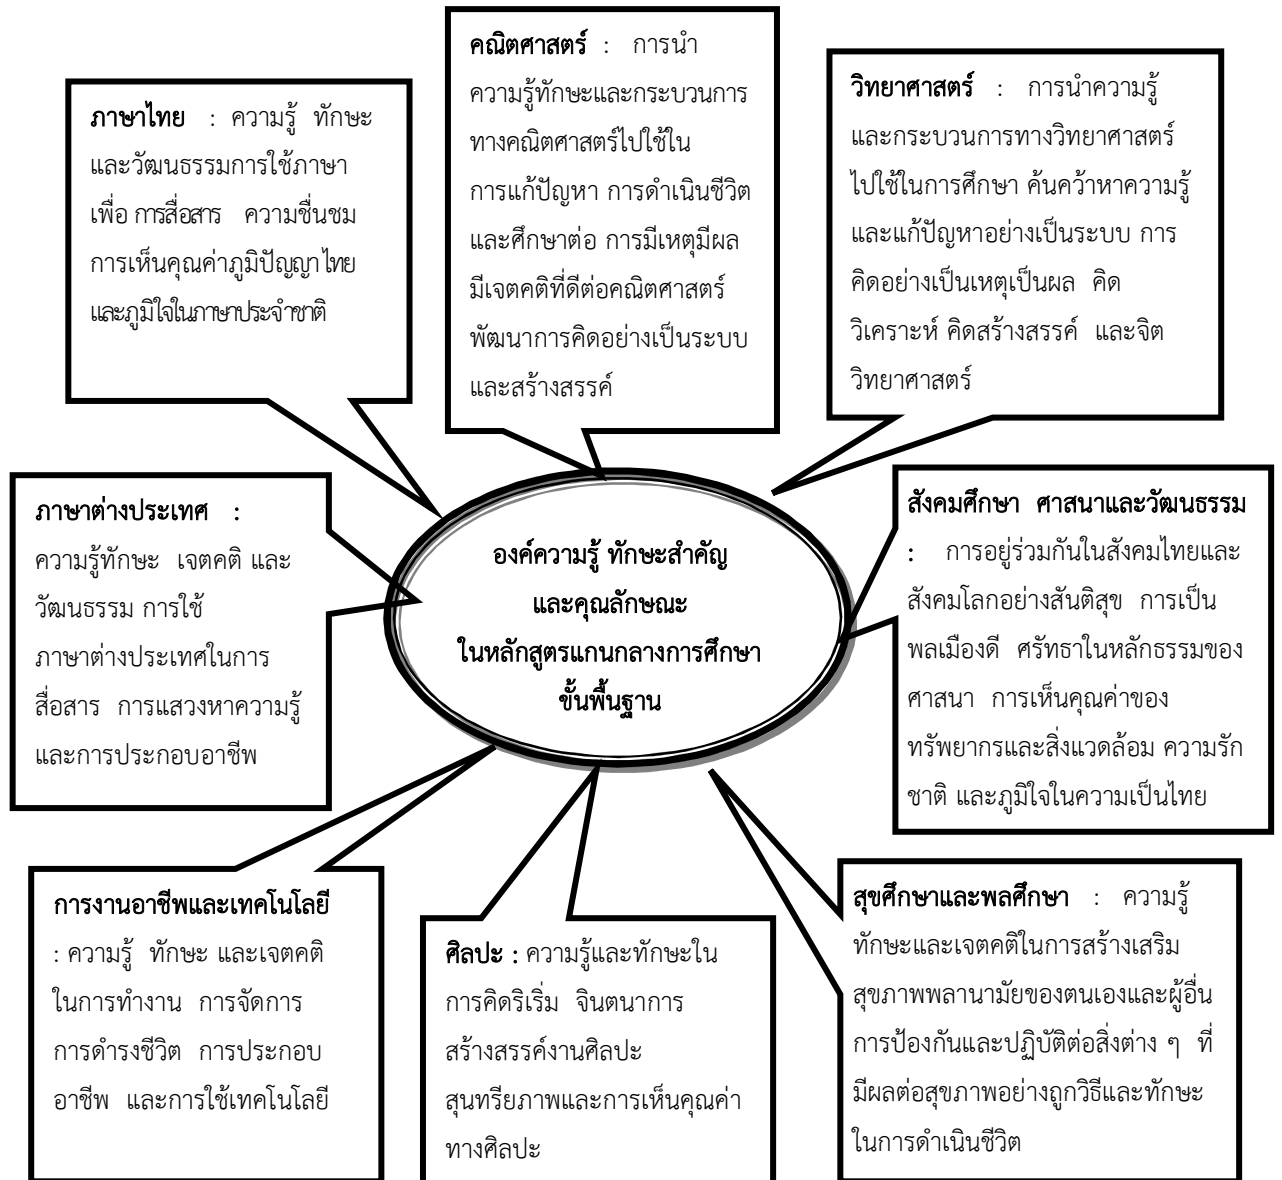 ภาษาไทย : ความรู้ ทักษะ
และวัฒนธรรมการใช้ภาษา
เพื่อ การสื่อสาร ความชื่นชม
การเห็นคุณค่าภูมิปัญญาไทย
และภูมิใจในภาษาประจำชาติ
คณิตศาสตร์ : การนำ
ความรู้ทักษะและกระบวนการ
ทางคณิตศาสตร์ไปใช้ใน
การแก้ปัญหา การดำเนินชีวิต
และศึกษาต่อ การมีเหตุมีผล
มีเจตคติที่ดีต่อคณิตศาสตร์
พัฒนาการคิดอย่างเป็นระบบ
และสร้างสรรค์
วิทยาศาสตร์ : การนำความรู้
และกระบวนการทางวิทยาศาสตร์
ไปใช้ในการศึกษา ค้นคว้าหาความรู้
และแก้ปัญหาอย่างเป็นระบบ การ
คิดอย่างเป็นเหตุเป็นผล คิด
วิเคราะห์ คิดสร้างสรรค์ และจิต
วิทยาศาสตร์
ภาษาต่างประเทศ :
ความรู้ทักษะ เจตคติ และ
วัฒนธรรม การใช้
ภาษาต่างประเทศในการ
สื่อสาร การแสวงหาความรู้
และการประกอบอาชีพ
องค์ความรู้ ทักษะสำคัญ
และคุณลักษณะ
ในหลักสูตรแกนกลางการศึกษา
ขั้นพื้นฐาน
สังคมศึกษา ศาสนาและวัฒนธรรม
: การอยู่ร่วมกันในสังคมไทยและ
สังคมโลกอย่างสันติสุข การเป็น
พลเมืองดี ศรัทธาในหลักธรรมของ
ศาสนา การเห็นคุณค่าของ
ทรัพยากรและสิ่งแวดล้อม ความรัก
ชาติ และภูมิใจในความเป็นไทย
การงานอาชีพและเทคโนโลยี
: ความรู้ ทักษะ และเจตคติ
ในการทำงาน การจัดการ
การดำรงชีวิต การประกอบ
อาชีพ และการใช้เทคโนโลยี
ศิลปะ : ความรู้และทักษะใน
การคิดริเริ่ม จินตนาการ
สร้างสรรค์งานศิลปะ
สุนทรียภาพและการเห็นคุณค่า
ทางศิลปะ
สุขศึกษาและพลศึกษา : ความรู้
ทักษะและเจตคติในการสร้างเสริม
สุขภาพพลานามัยของตนเองและผู้อื่น
การป้องกันและปฏิบัติต่อสิ่งต่าง ๆ ที่
มีผลต่อสุขภาพอย่างถูกวิธีและทักษะ
ในการดำเนินชีวิต